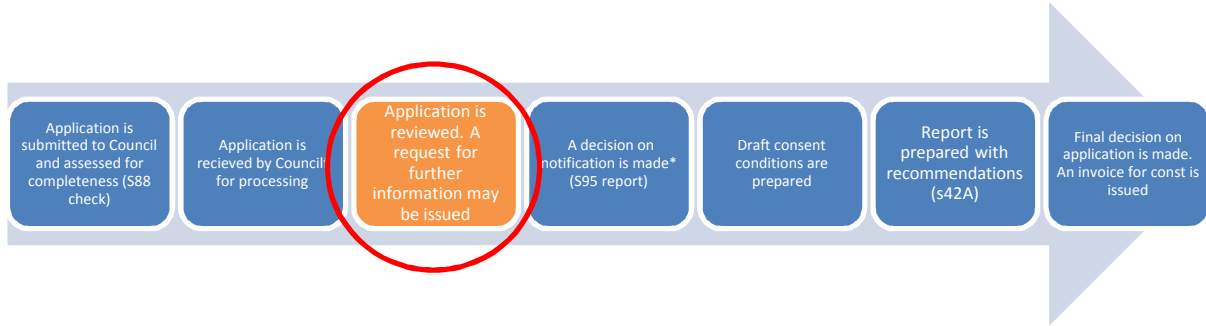 Application is
submitted to Council
and assessed for
completeness (S88
check)
Application is
recieved by Council
for processing
Application is
reviewed. A
request for
further
information may
be issued
A decision on
notification is made*
(S95 report)
Draft consent
conditions are
prepared
Report is
prepared with
recommendations
(s42A)
Final decision on
application is made.
An invoice for const is
issued